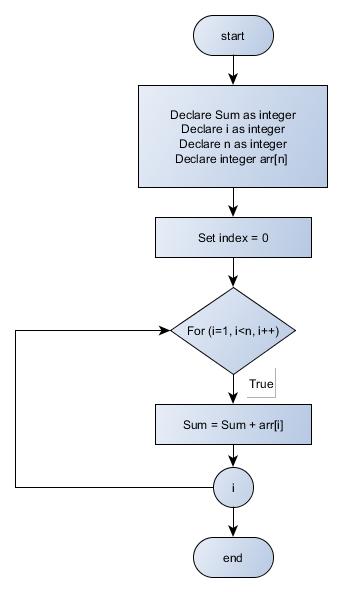 start
Declare Sum as integer
Declare i as integer
Declare n as integer
Declare integer arr[n]
Set index = 0
For (i=1, i<n, i++)
True
Sum = Sum + arr[i]
i
end